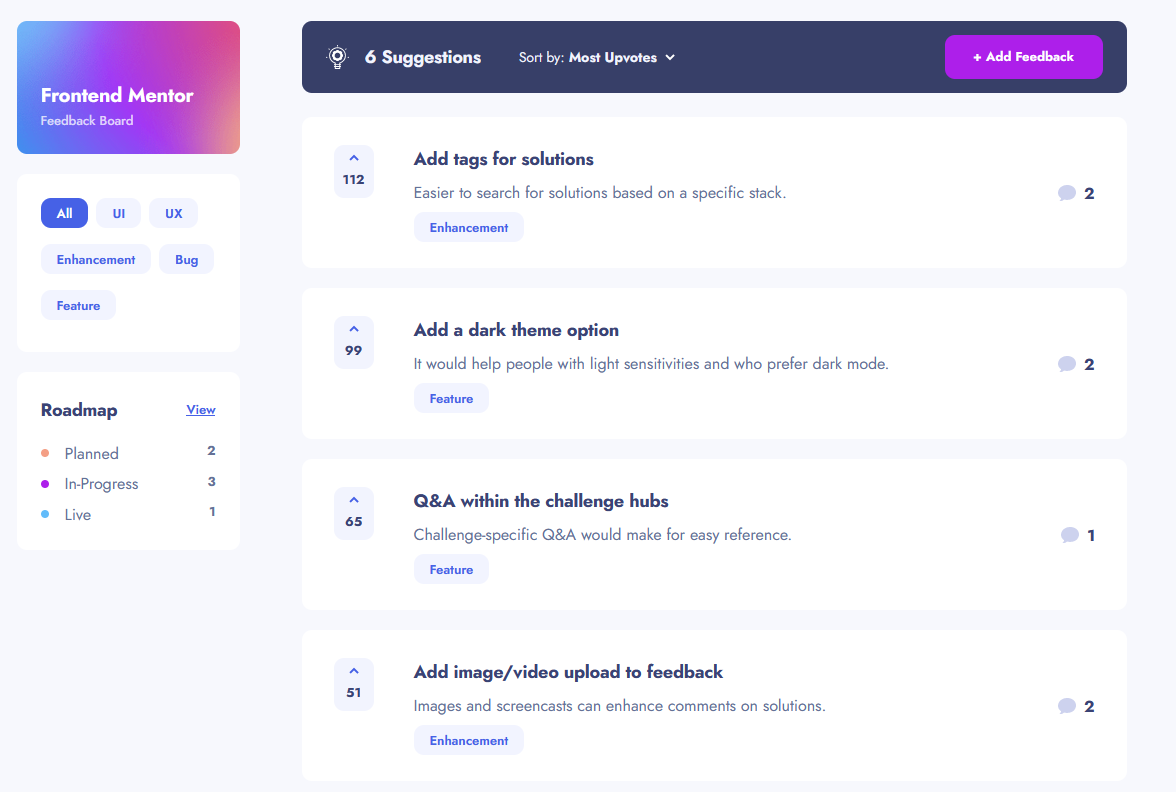 Frontend Mentor
Feedback Board
All UI UX
Enhancement Bug
Feature
Roadmap View
Planned 2
In-Progress 3
Live 1
6 Suggestions Sort by: Most Upvotes + Add Feedback
Add tags for solutions
112
Easier to search for solutions based on a specific stack. 2
Enhancement
Add a dark theme option
99
It would help people with light sensitivities and who prefer dark mode. 2
Feature
Q&A within the challenge hubs
65
Challenge-specific Q&A would make for easy reference. 1
Feature
Add image/video upload to feedback
51
Images and screencasts can enhance comments on solutions. 2
Enhancement